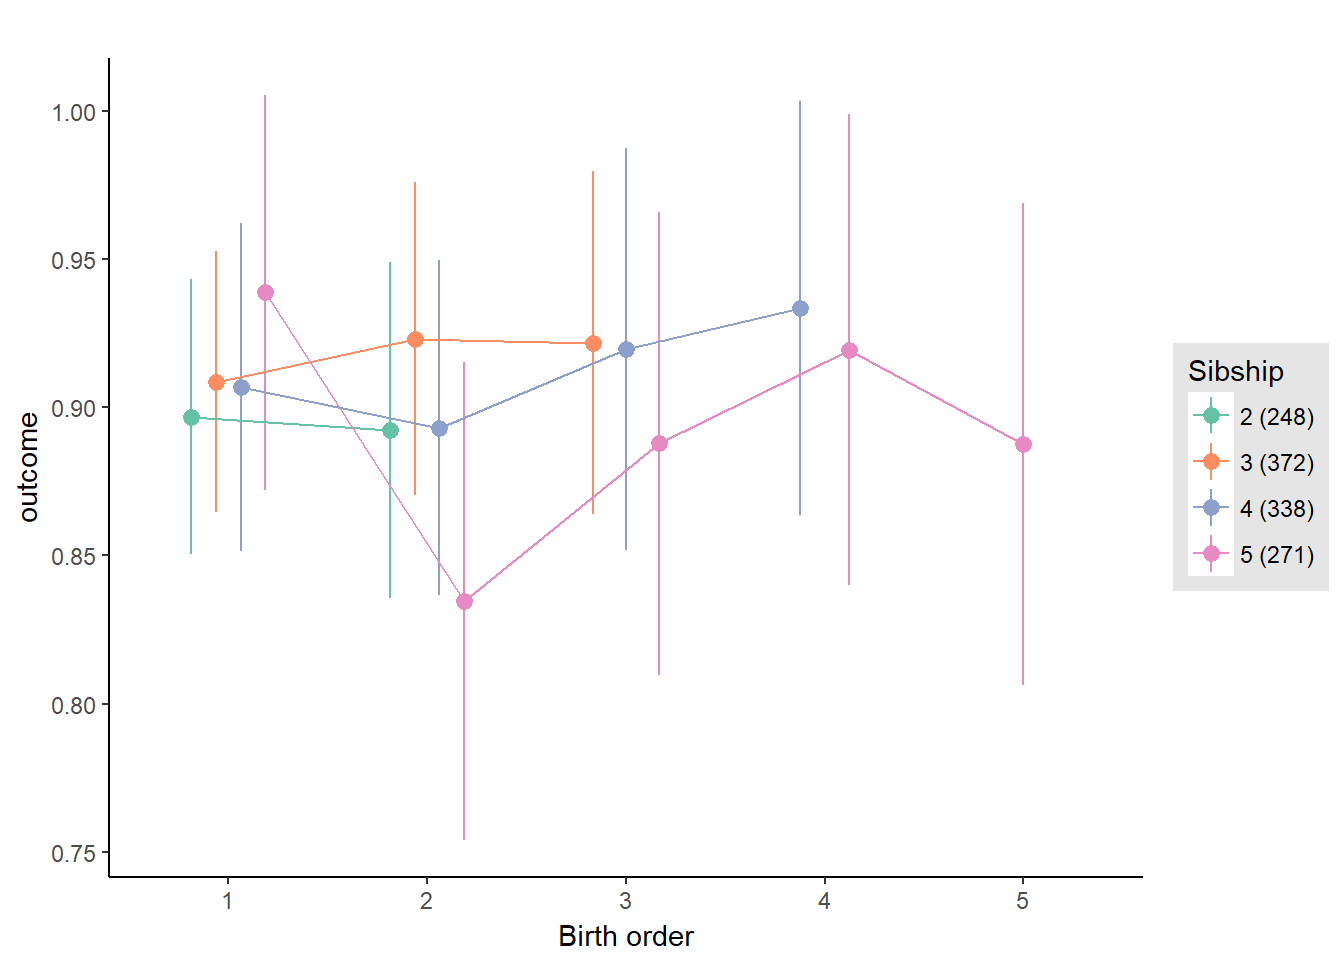 1.00
0.95
0.90
0.85
0.80
0.75
outcome
1 2 3 4 5
Birth order
Sibship
2 (248)
3 (372)
4 (338)
5 (271)